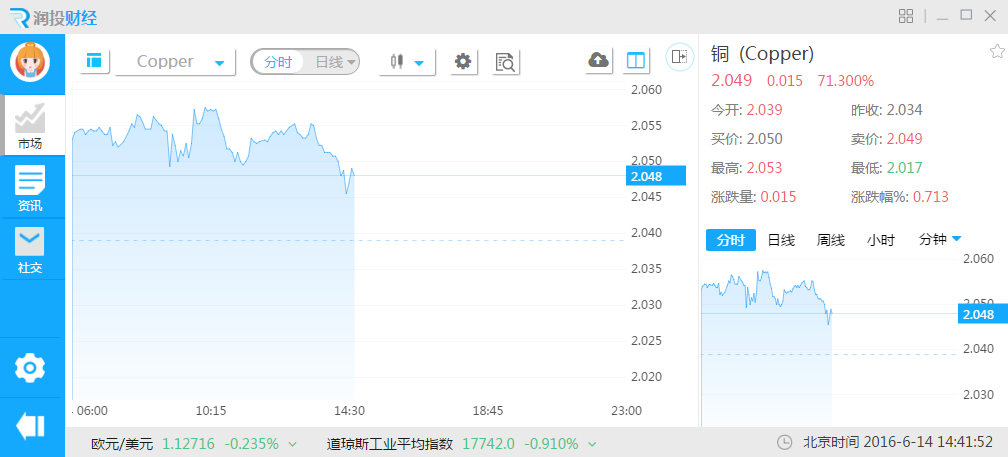 润投财经
市场
资讯
社交
Copper 分时 日线
2.060
2.055
2.050
2.048
2.045
2.040
2.035
2.030
2.025
2.020
06:00 10:15 14:30 18:45 23:00
铜 (Copper)
2.049 0.015 71.300%
今开: 2.039 昨收: 2.034
买价: 2.050 卖价: 2.049
最高: 2.053 最低: 2.017
涨跌量: 0.015 涨跌幅%: 0.713
分时 日线 周线 小时 分钟
2.060
2.050
2.048
2.040
2.030
欧元/美元 1.12716 -0.235% 道琼斯工业平均指数 17742.0 -0.910% 北京时间 2016-6-14 14:41:52